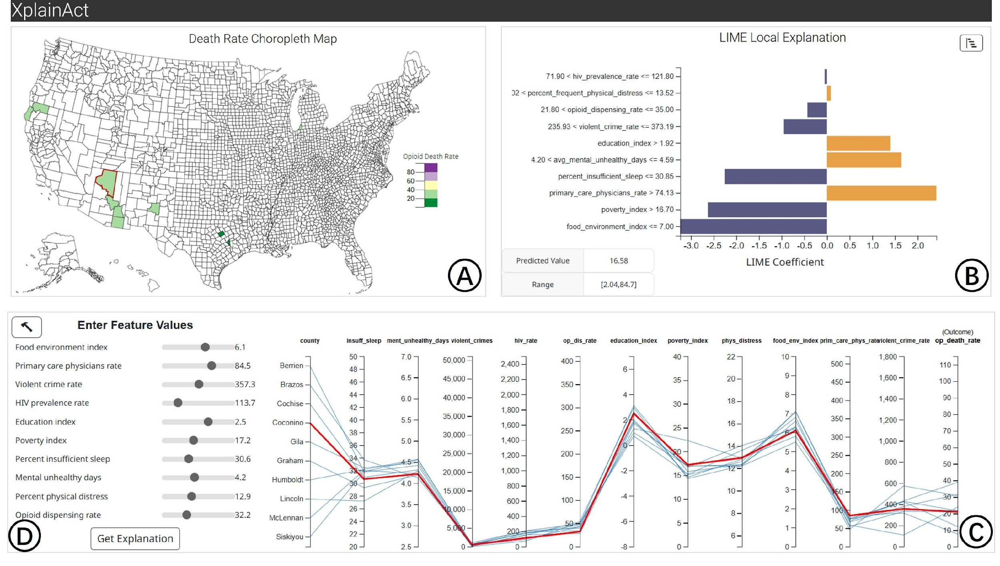 XplainAct
Death Rate Choropleth Map
Opioid Death Rate
80
60
40
20
A
LIME Local Explanation
71.90 < hiv_prevalence_rate <= 121.80
02 < percent_frequent_physical_distress <= 13.52
21.80 < opioid_dispensing_rate <= 35.00
235.93 < violent_crime_rate <= 373.19
education_index > 1.92
4.20 < avg_mental_unhealthy_days <= 4.59
percent_insufficient_sleep <= 30.85
primary_care_physicians_rate > 74.13
poverty_index > 16.70
food_environment_index <= 7.00
-3.0 -2.5 -2.0 -1.5 -1.0 -0.5 0.0 0.5 1.0 1.5 2.0
LIME Coefficient
Predicted Value 16.58
Range [2.04,84.7]
B
Enter Feature Values
Food environment index 6.1
Primary care physicians rate 84.5
Violent crime rate 357.3
HIV prevalence rate 113.7
Education index 2.5
Poverty index 17.2
Percent insufficient sleep 30.6
Mental unhealthy days 4.2
Percent physical distress 12.9
Opioid dispensing rate 32.2
Get Explanation
D
county
Berrien
Brazos
Cochise
Coconino
Gila
Graham
Humboldt
Lincoln
McLennan
Siskiyou
insuff_sleep
50
48
46
44
42
40
38
36
34
32
30
28
26
24
22
20
ment_unhealthy_days
7.0
6.5
6.0
5.5
5.0
4.5
4.0
3.5
3.0
2.5
violent_crimes
50,000
45,000
40,000
35,000
30,000
25,000
20,000
15,000
10,000
5,000
0
hiv_rate
2,400
2,200
2,000
1,800
1,600
1,400
1,200
1,000
800
600
400
200
0
op_dis_rate
400
350
300
250
200
150
100
50
0
education_index
6
4
2
0
-2
-4
-6
-8
poverty_index
40
35
30
25
20
15
10
5
0
phys_distress
22
20
18
16
14
12
10
8
6
food_env_index
10
9
8
7
6
5
4
3
2
1
0
prim_care_phys_rate
500
450
400
350
300
250
200
150
100
50
0
violent_crime_rate
1,800
1,600
1,400
1,200
1,000
800
600
400
200
0
(Outcome)
op_death_rate
110
100
90
80
70
60
50
40
30
20
10
0
C